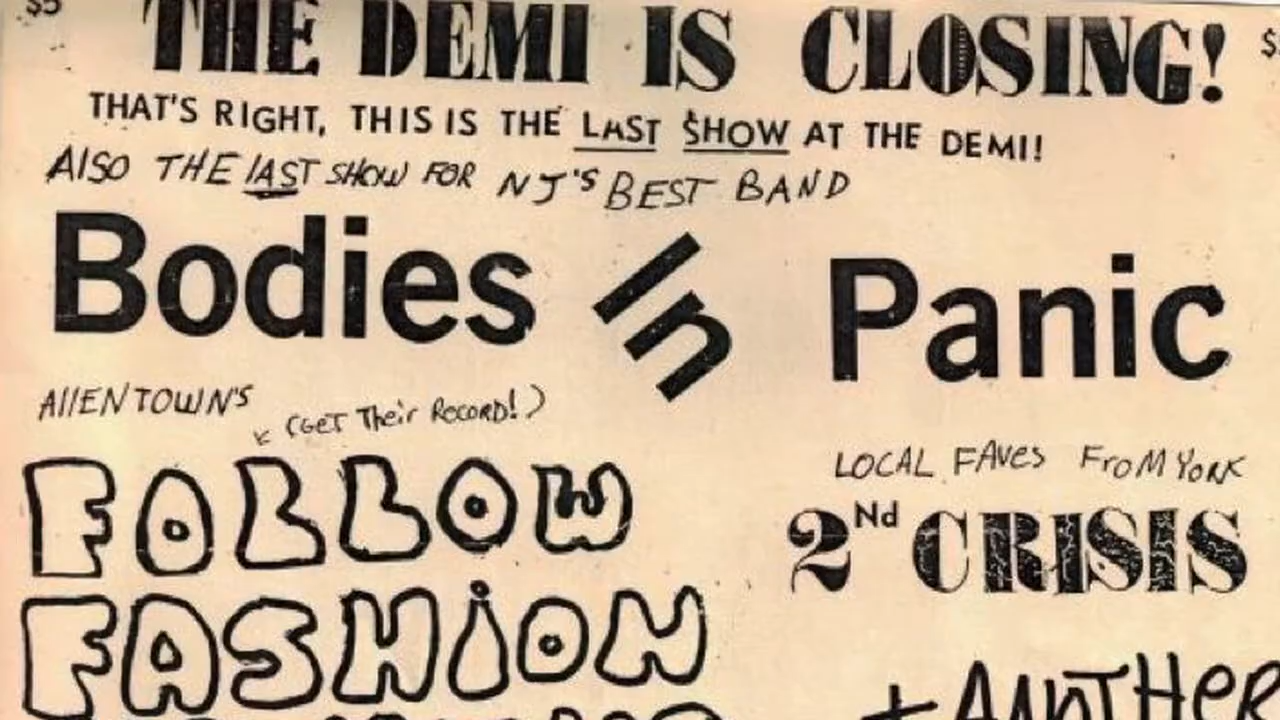 $5
THE DEMI IS CLOSING!
THAT'S RIGHT, THIS IS THE LAST SHOW AT THE DEMI!
ALSO THE LAST SHOW FOR NJ'S BEST BAND
Bodies In Panic
AllENTOWN'S
(GET Their RECORD!)
FOLLOW
FASHION
LOCAL FAVES FROM YORK
2Nd CRISIS
+ ANOTHER